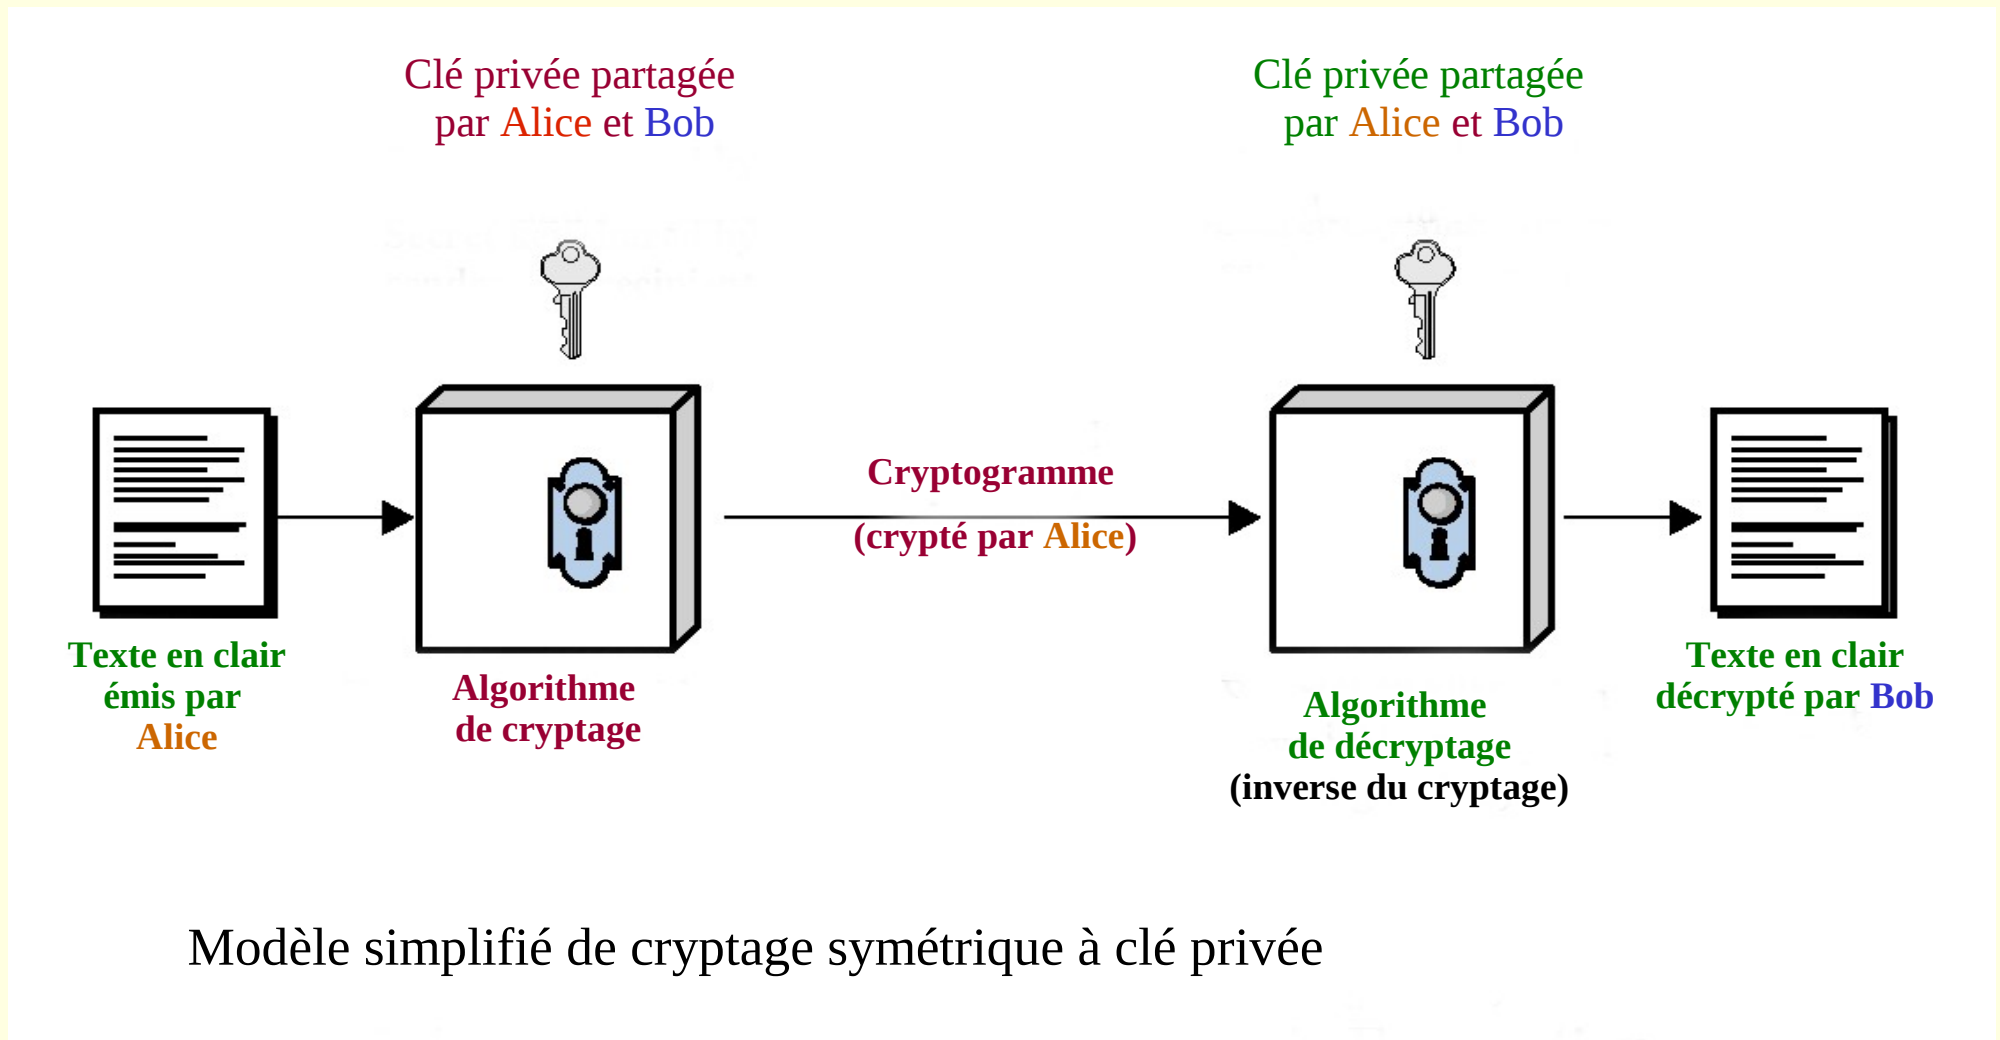 Clé privée partagée
par Alice et Bob
Clé privée partagée
par Alice et Bob
Cryptogramme
(crypté par Alice)
Texte en clair
émis par
Alice
Algorithme
de cryptage
Algorithme
de décryptage
(inverse du cryptage)
Texte en clair
décrypté par Bob
Modèle simplifié de cryptage symétrique à clé privée